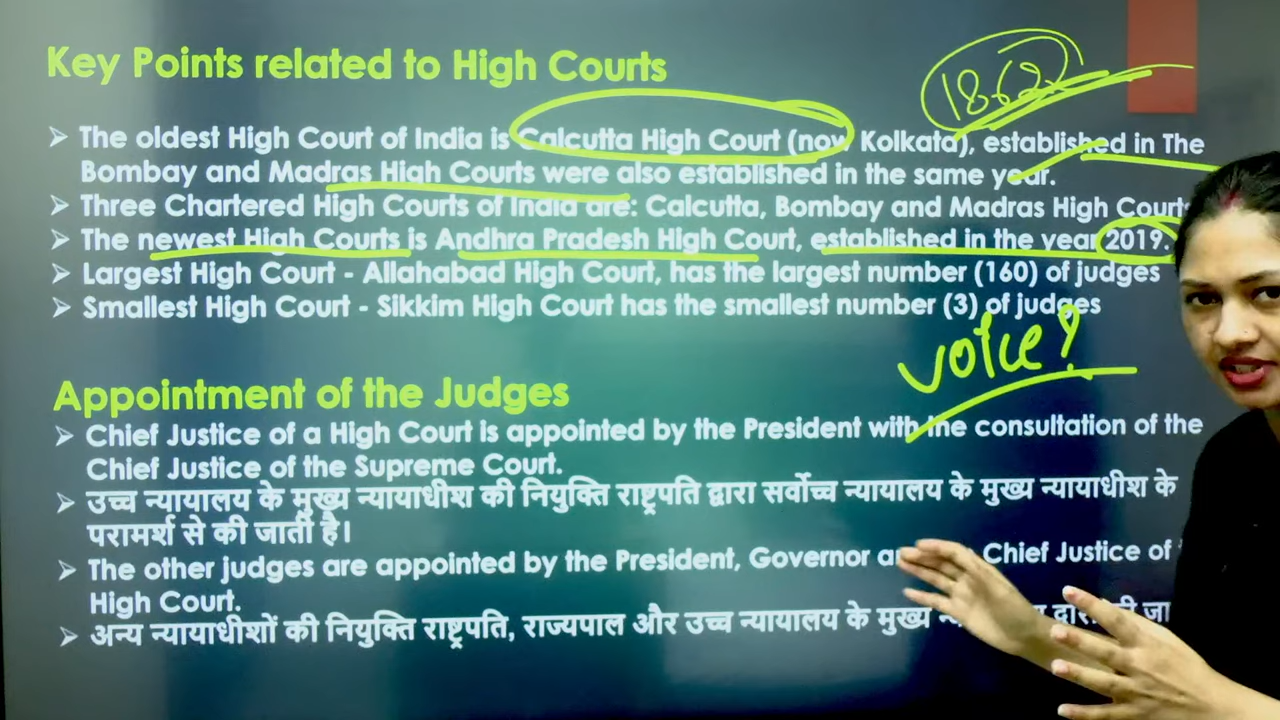 Key Points related to High Courts
1862
➢ The oldest High Court of India is Calcutta High Court (now Kolkata), established in The
Bombay and Madras High Courts were also established in the same year.
➢ Three Chartered High Courts of India are: Calcutta, Bombay and Madras High Courts
➢ The newest High Courts is Andhra Pradesh High Court, established in the year 2019.
➢ Largest High Court - Allahabad High Court, has the largest number (160) of judges
➢ Smallest High Court - Sikkim High Court has the smallest number (3) of judges
voice?
Appointment of the Judges
➢ Chief Justice of a High Court is appointed by the President with the consultation of the
Chief Justice of the Supreme Court.
➢ उच्च न्यायालय के मुख्य न्यायाधीश की नियुक्ति राष्ट्रपति द्वारा सर्वोच्च न्यायालय के मुख्य न्यायाधीश के
परामर्श से की जाती है।
➢ The other judges are appointed by the President, Governor Chief Justice of
High Court.
➢ अन्य न्यायाधीशों की नियुक्ति राष्ट्रपति, राज्यपाल और उच्च न्यायालय के मुख्य